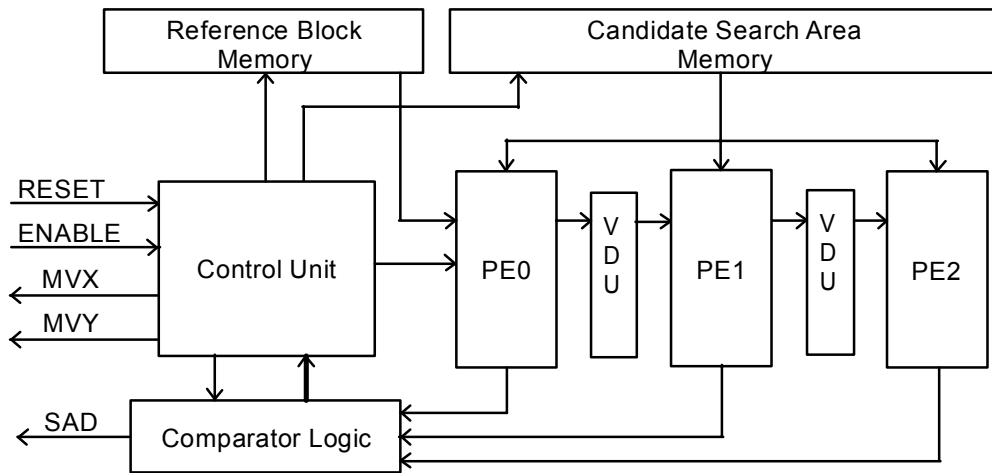 Reference Block
Memory
Candidate Search Area
Memory
RESET
ENABLE
MVX
MVY
Control Unit
PE0
V
D
U
PE1
V
D
U
PE2
SAD
Comparator Logic